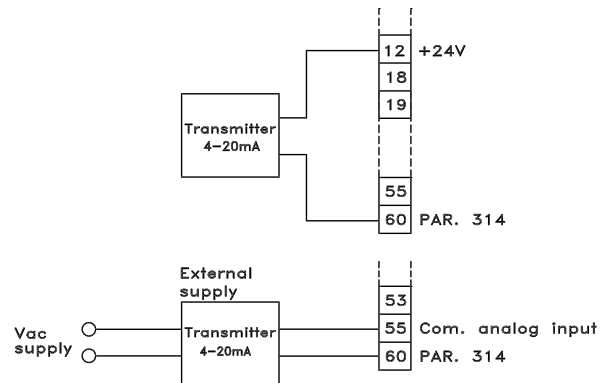 12 +24V
18
19
Transmitter
4-20mA
55
60 PAR. 314
External
supply
53
Vac
supply
Transmitter
4-20mA
55 Com. analog input
60 PAR. 314